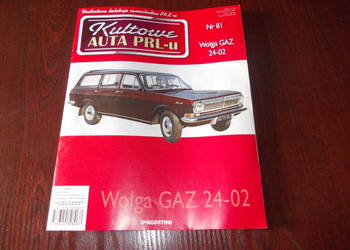 Kultowe
AUTA PRL-u
Nr 81
Wołga GAZ
24-02
Wołga GAZ 24-02
DeAGOSTINI